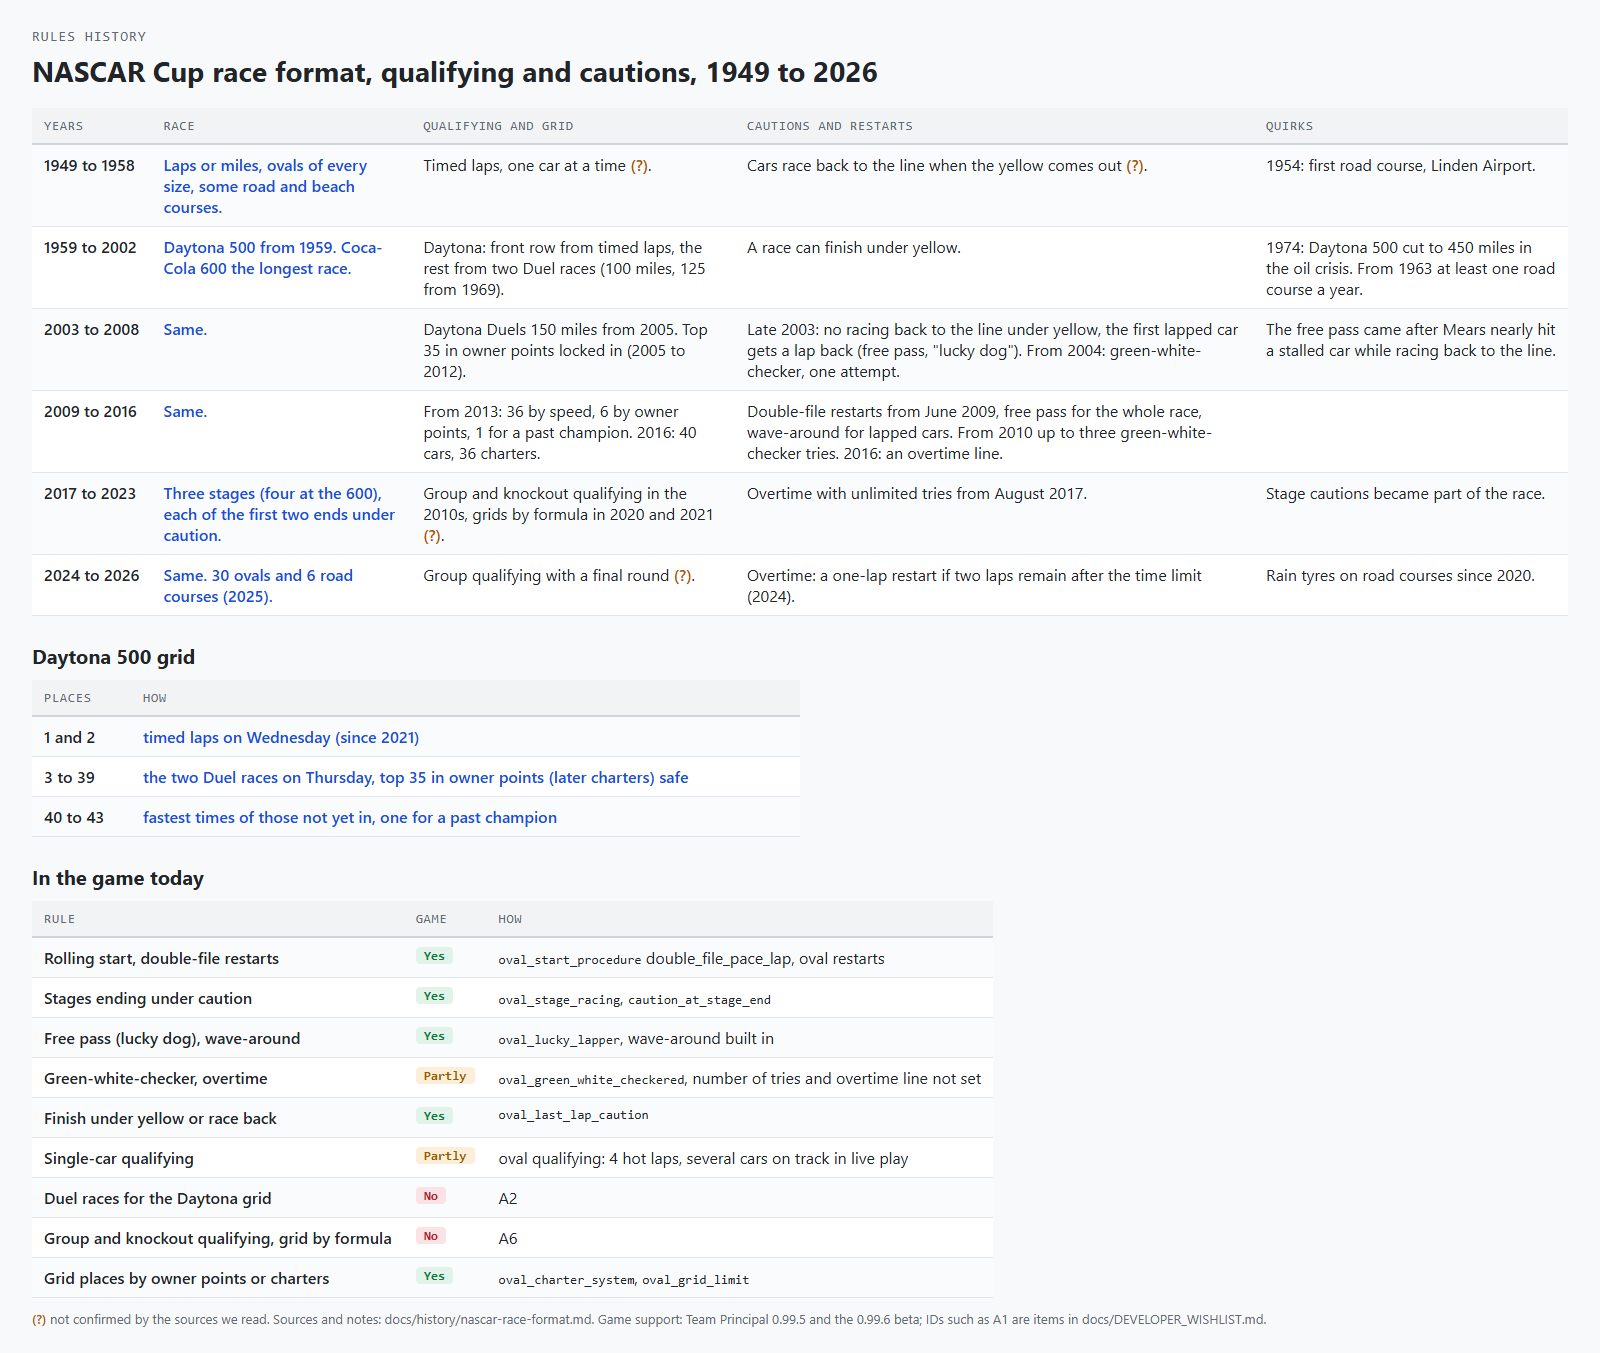 RULES HISTORY
NASCAR Cup race format, qualifying and cautions, 1949 to 2026
YEARS RACE QUALIFYING AND GRID CAUTIONS AND RESTARTS QUIRKS
1949 to 1958
Laps or miles, ovals of every
size, some road and beach
courses.
Timed laps, one car at a time (?).
Cars race back to the line when the yellow comes out (?).
1954: first road course, Linden Airport.
1959 to 2002
Daytona 500 from 1959. Coca-
Cola 600 the longest race.
Daytona: front row from timed laps, the
rest from two Duel races (100 miles, 125
from 1969).
A race can finish under yellow.
1974: Daytona 500 cut to 450 miles in
the oil crisis. From 1963 at least one road
course a year.
2003 to 2008
Same.
Daytona Duels 150 miles from 2005. Top
35 in owner points locked in (2005 to
2012).
Late 2003: no racing back to the line under yellow, the first lapped car
gets a lap back (free pass, "lucky dog"). From 2004: green-white-
checker, one attempt.
The free pass came after Mears nearly hit
a stalled car while racing back to the line.
2009 to 2016
Same.
From 2013: 36 by speed, 6 by owner
points, 1 for a past champion. 2016: 40
cars, 36 charters.
Double-file restarts from June 2009, free pass for the whole race,
wave-around for lapped cars. From 2010 up to three green-white-
checker tries. 2016: an overtime line.
2017 to 2023
Three stages (four at the 600),
each of the first two ends under
caution.
Group and knockout qualifying in the
2010s, grids by formula in 2020 and 2021
(?).
Overtime with unlimited tries from August 2017.
Stage cautions became part of the race.
2024 to 2026
Same. 30 ovals and 6 road
courses (2025).
Group qualifying with a final round (?).
Overtime: a one-lap restart if two laps remain after the time limit
(2024).
Rain tyres on road courses since 2020.
Daytona 500 grid
PLACES HOW
1 and 2 timed laps on Wednesday (since 2021)
3 to 39 the two Duel races on Thursday, top 35 in owner points (later charters) safe
40 to 43 fastest times of those not yet in, one for a past champion
In the game today
RULE GAME HOW
Rolling start, double-file restarts Yes oval_start_procedure double_file_pace_lap, oval restarts
Stages ending under caution Yes oval_stage_racing, caution_at_stage_end
Free pass (lucky dog), wave-around Yes oval_lucky_lapper, wave-around built in
Green-white-checker, overtime Partly oval_green_white_checkered, number of tries and overtime line not set
Finish under yellow or race back Yes oval_last_lap_caution
Single-car qualifying Partly oval qualifying: 4 hot laps, several cars on track in live play
Duel races for the Daytona grid No A2
Group and knockout qualifying, grid by formula No A6
Grid places by owner points or charters Yes oval_charter_system, oval_grid_limit
(?) not confirmed by the sources we read. Sources and notes: docs/history/nascar-race-format.md. Game support: Team Principal 0.99.5 and the 0.99.6 beta; IDs such as A1 are items in docs/DEVELOPER_WISHLIST.md.